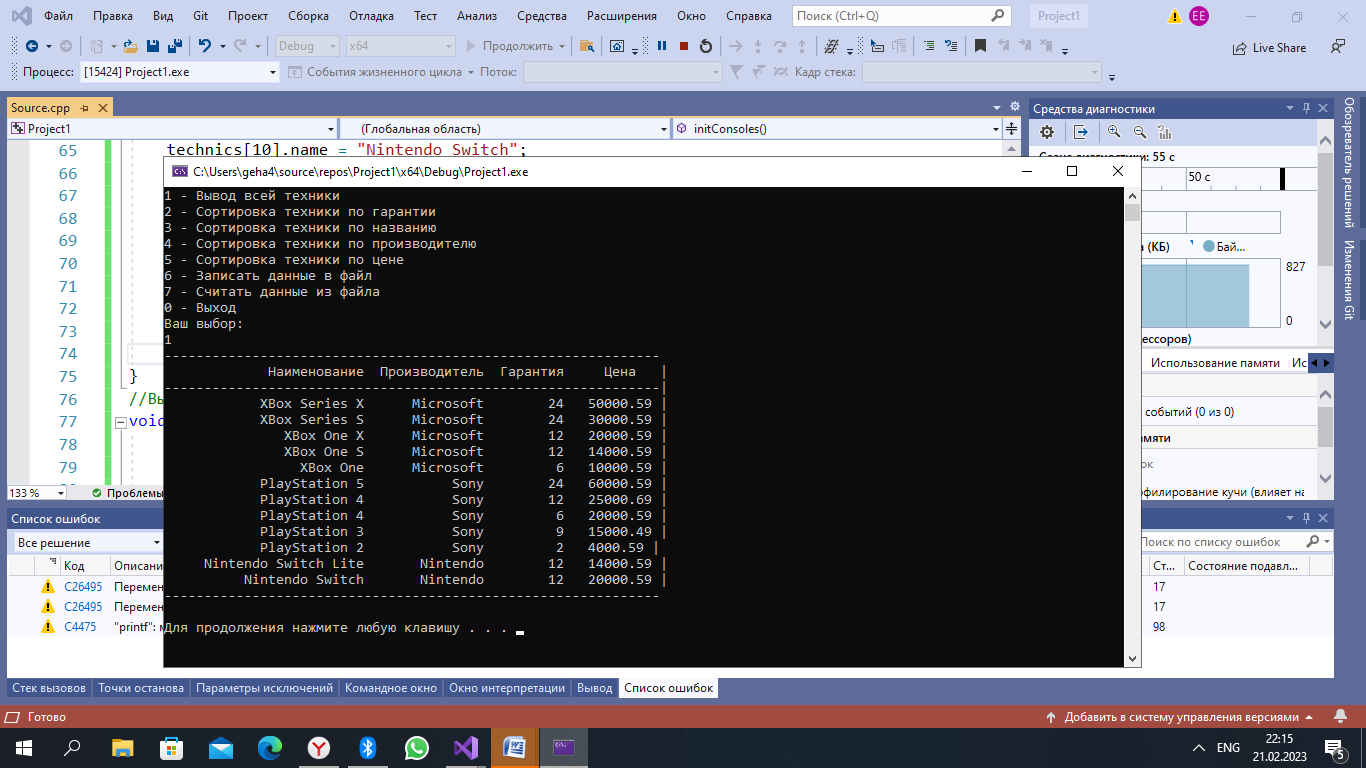 Файл Правка Вид Git Проект Сборка Отладка Тест Анализ Средства Расширения Окно Справка Поиск (Ctrl+Q) Project1 EE
Debug x64 Продолжить Live Share
Процесс: [15424] Project1.exe События жизненного цикла Поток: Кадр стека:
Source.cpp
Project1 (Глобальная область) initConsoles()
65 technics[10].name = "Nintendo Switch";
66
67
68
69
70
71
72
73
74
75 }
76 //Вы
77 void
78
79
133 % Проблемы
C:\Users\geha4\source\repos\Project1\x64\Debug\Project1.exe
1 - Вывод всей техники
2 - Сортировка техники по гарантии
3 - Сортировка техники по названию
4 - Сортировка техники по производителю
5 - Сортировка техники по цене
6 - Записать данные в файл
7 - Считать данные из файла
0 - Выход
Ваш выбор:
1
--------------------------------------------------------------
Наименование Производитель Гарантия Цена |
--------------------------------------------------------------|
XBox Series X Microsoft 24 50000.59 |
XBox Series S Microsoft 24 30000.59 |
XBox One X Microsoft 12 20000.59 |
XBox One S Microsoft 12 14000.59 |
XBox One Microsoft 6 10000.59 |
PlayStation 5 Sony 24 60000.59 |
PlayStation 4 Sony 12 25000.69 |
PlayStation 4 Sony 6 20000.59 |
PlayStation 3 Sony 9 15000.49 |
PlayStation 2 Sony 2 4000.59 |
Nintendo Switch Lite Nintendo 12 14000.59 |
Nintendo Switch Nintendo 12 20000.59 |
--------------------------------------------------------------
Для продолжения нажмите любую клавишу . . .
Средства диагностики
Сеанс диагностики: 55 с
50 с
а (КБ) Бай...
827
0
ессоров)
Использование памяти Ис
событий (0 из 0)
мяти
ок
офилирование кучи (влияет на
Обозреватель решений
Изменения Git
Список ошибок
Все решение
Поиск по списку ошибок
Код Описани Ст... Состояние подавл...
C26495 Перемен 17
C26495 Перемен 17
C4475 "printf": м 98
Стек вызовов Точки останова Параметры исключений Командное окно Окно интерпретации Вывод Список ошибок
Готово Добавить в систему управления версиями
ENG 22:15
21.02.2023 5